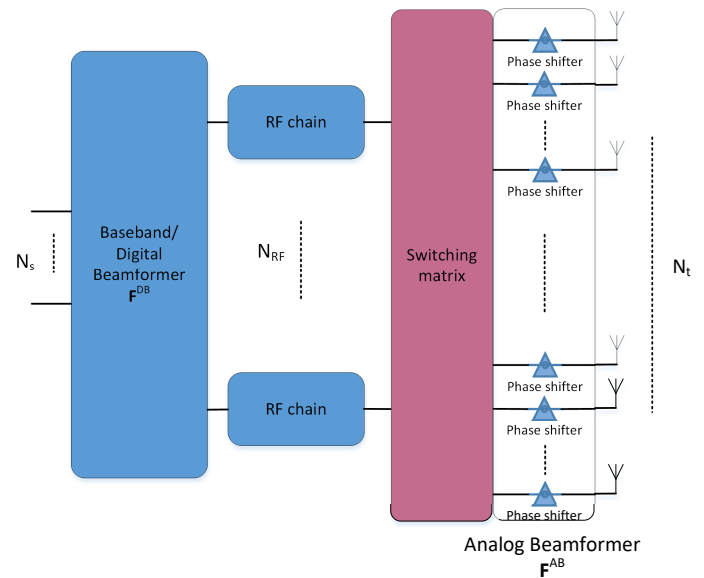 Phase shifter
Phase shifter
Phase shifter
RF chain
Baseband/
Digital
Beamformer
F^DB
N_s
N_RF
Switching
matrix
N_t
Phase shifter
RF chain
Phase shifter
Phase shifter
Analog Beamformer
F^AB